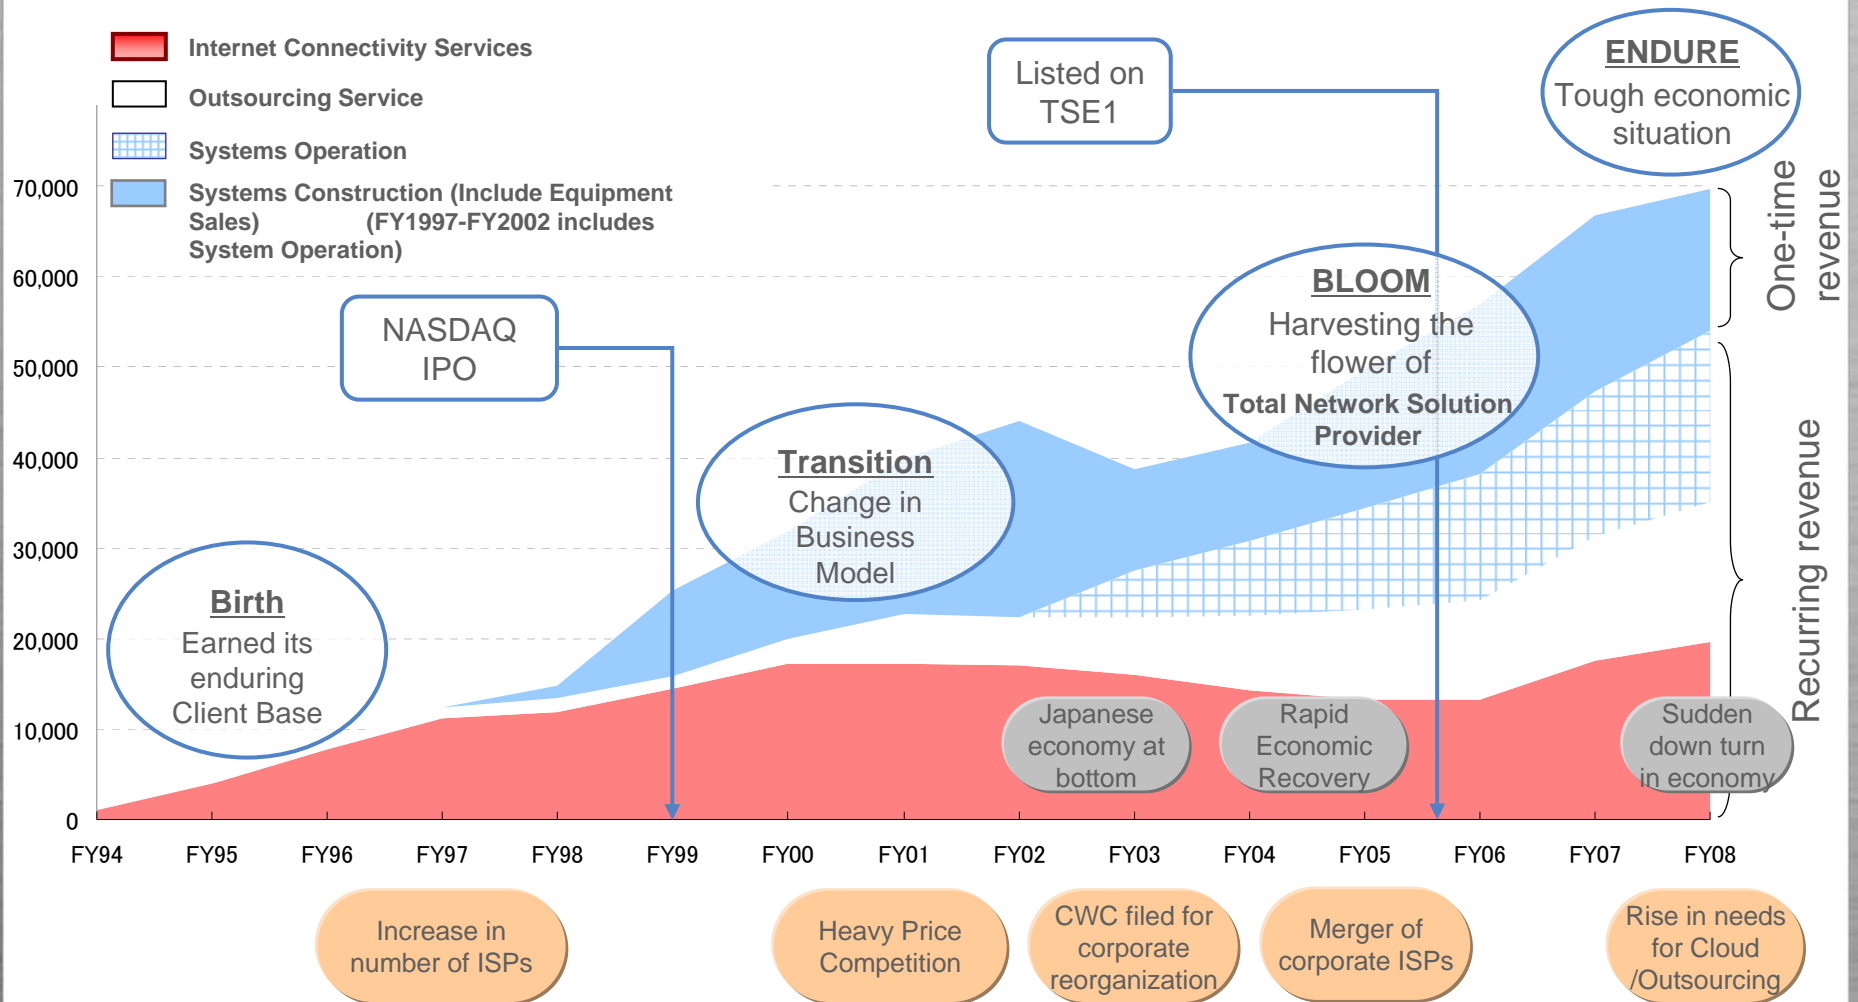 Internet Connectivity Services
Outsourcing Service
Systems Operation
Systems Construction (Include Equipment
Sales) (FY1997-FY2002 includes
System Operation)
Listed on
TSE1
ENDURE
Tough economic
situation
One-time
revenue
Recurring revenue
NASDAQ
IPO
BLOOM
Harvesting the
flower of
Total Network Solution
Provider
Transition
Change in
Business
Model
Birth
Earned its
enduring
Client Base
70,000
60,000
50,000
40,000
30,000
20,000
10,000
0
Japanese
economy at
bottom
Rapid
Economic
Recovery
Sudden
down turn
in economy
FY94
FY95
FY96
FY97
FY98
FY99
FY00
FY01
FY02
FY03
FY04
FY05
FY06
FY07
FY08
Increase in
number of ISPs
Heavy Price
Competition
CWC filed for
corporate
reorganization
Merger of
corporate ISPs
Rise in needs
for Cloud
/Outsourcing